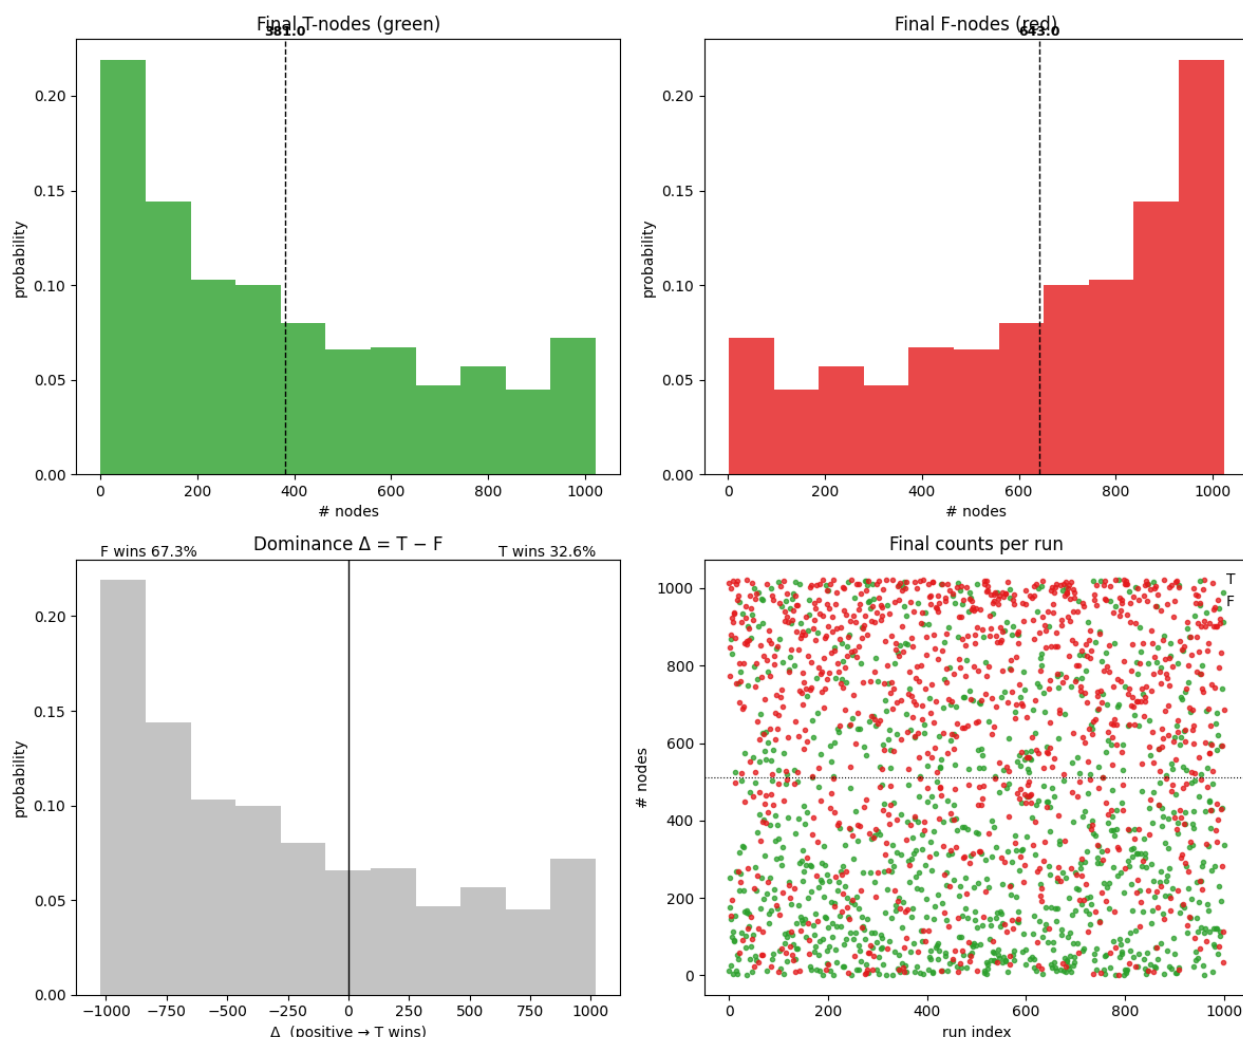 Final T-nodes (green)
381.0
0.20
0.15
0.10
0.05
0.00
probability
0 200 400 600 800 1000
# nodes
Final F-nodes (red)
643.0
0.20
0.15
0.10
0.05
0.00
probability
0 200 400 600 800 1000
# nodes
F wins 67.3% Dominance Δ = T − F T wins 32.6%
0.20
0.15
0.10
0.05
0.00
probability
−1000 −750 −500 −250 0 250 500 750 1000
Δ (positive → T wins)
Final counts per run
T
F
1000
800
600
400
200
0
# nodes
0 200 400 600 800 1000
run index